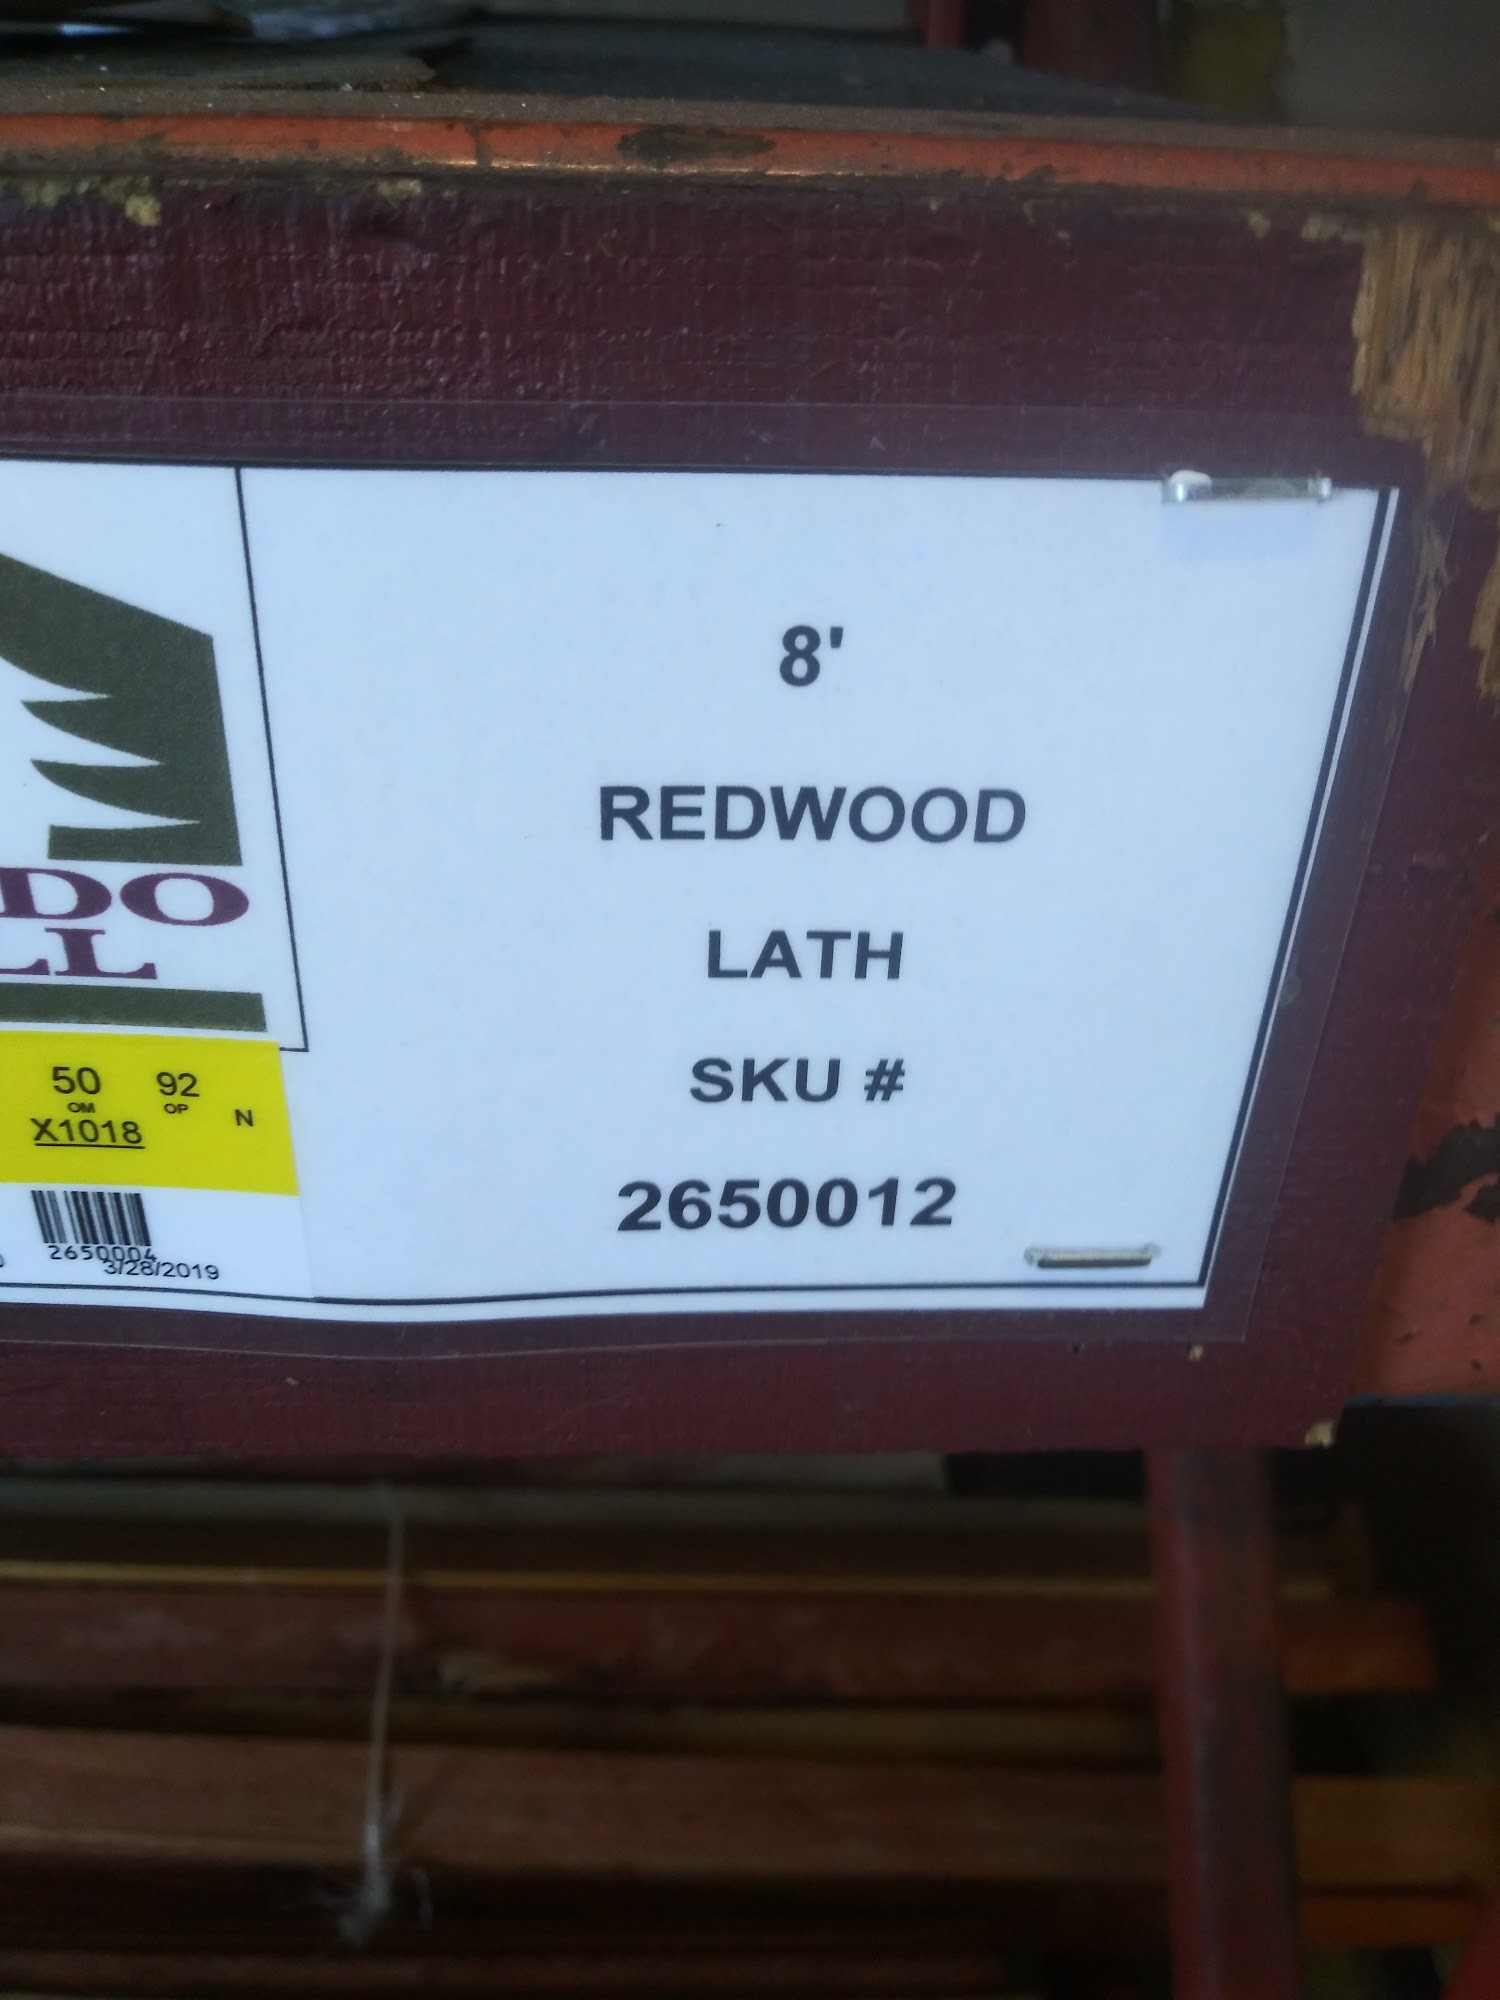 8'
REDWOOD
LATH
SKU #
2650012
DO
LL
50 92
OM OP
X1018 N
2650004
3/28/2019